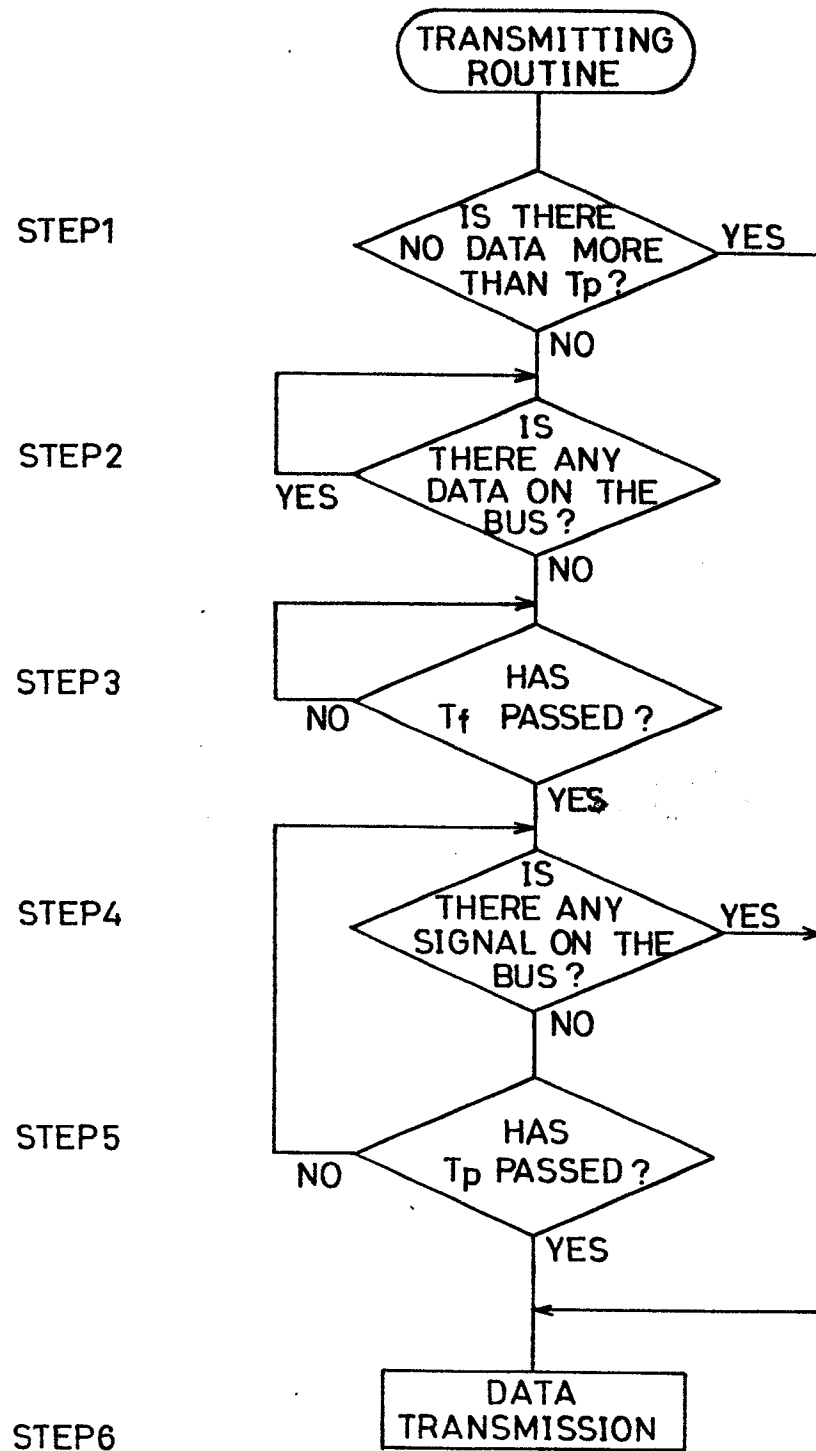 TRANSMITTING
ROUTINE
STEP1
IS THERE
NO DATA MORE
THAN Tp?
YES
NO
STEP2
IS
THERE ANY
DATA ON THE
BUS?
YES
NO
STEP3
HAS
Tf PASSED?
NO
YES
STEP4
IS
THERE ANY
SIGNAL ON THE
BUS?
YES
NO
STEP5
HAS
Tp PASSED?
NO
YES
STEP6
DATA
TRANSMISSION